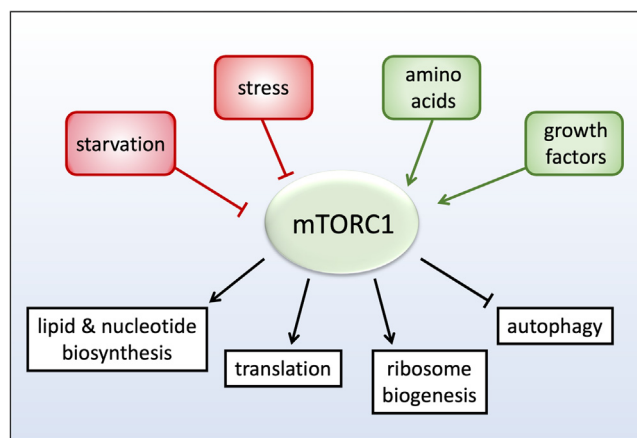 stress
amino
acids
starvation
growth
factors
mTORC1
lipid & nucleotide
biosynthesis
translation
ribosome
biogenesis
autophagy